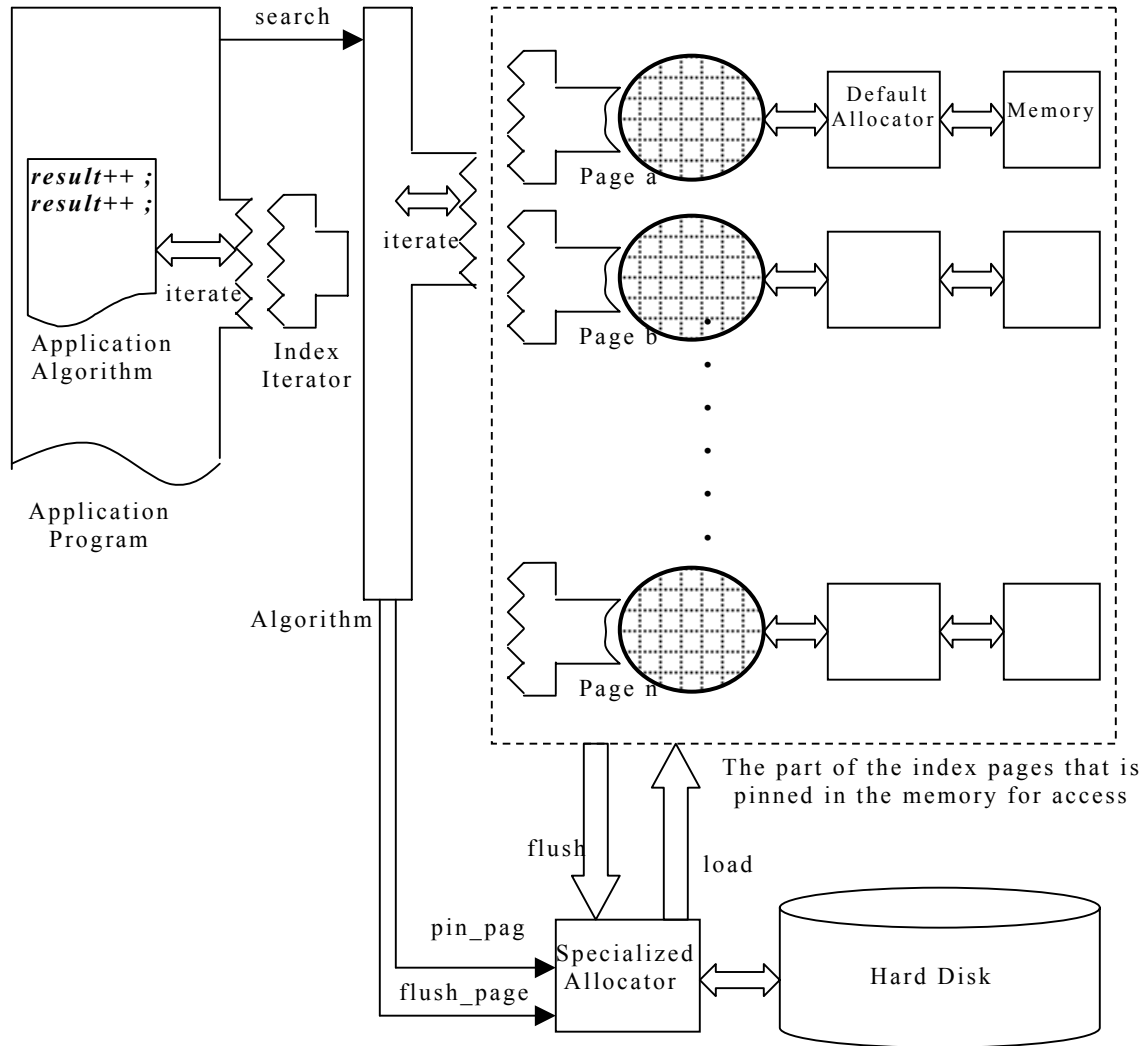 search
Default
Allocator
Memory
Page a
result++ ;
result++ ;
iterate
iterate
Page b
Application
Algorithm
Index
Iterator
Application
Program
Algorithm
Page n
The part of the index pages that is
pinned in the memory for access
flush
load
pin_pag
flush_page
Specialized
Allocator
Hard Disk